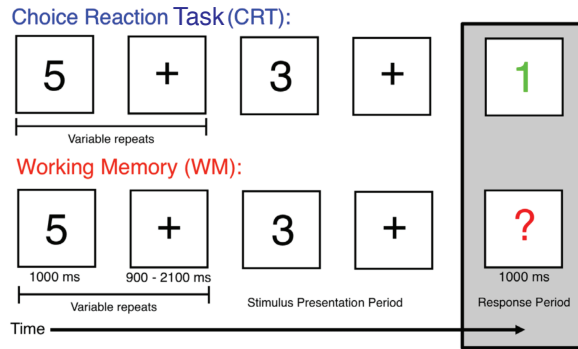 Choice Reaction Task (CRT):
5 + 3 + 1
Variable repeats
Working Memory (WM):
5 + 3 + ?
1000 ms 900 - 2100 ms 1000 ms
Variable repeats Stimulus Presentation Period Response Period
Time